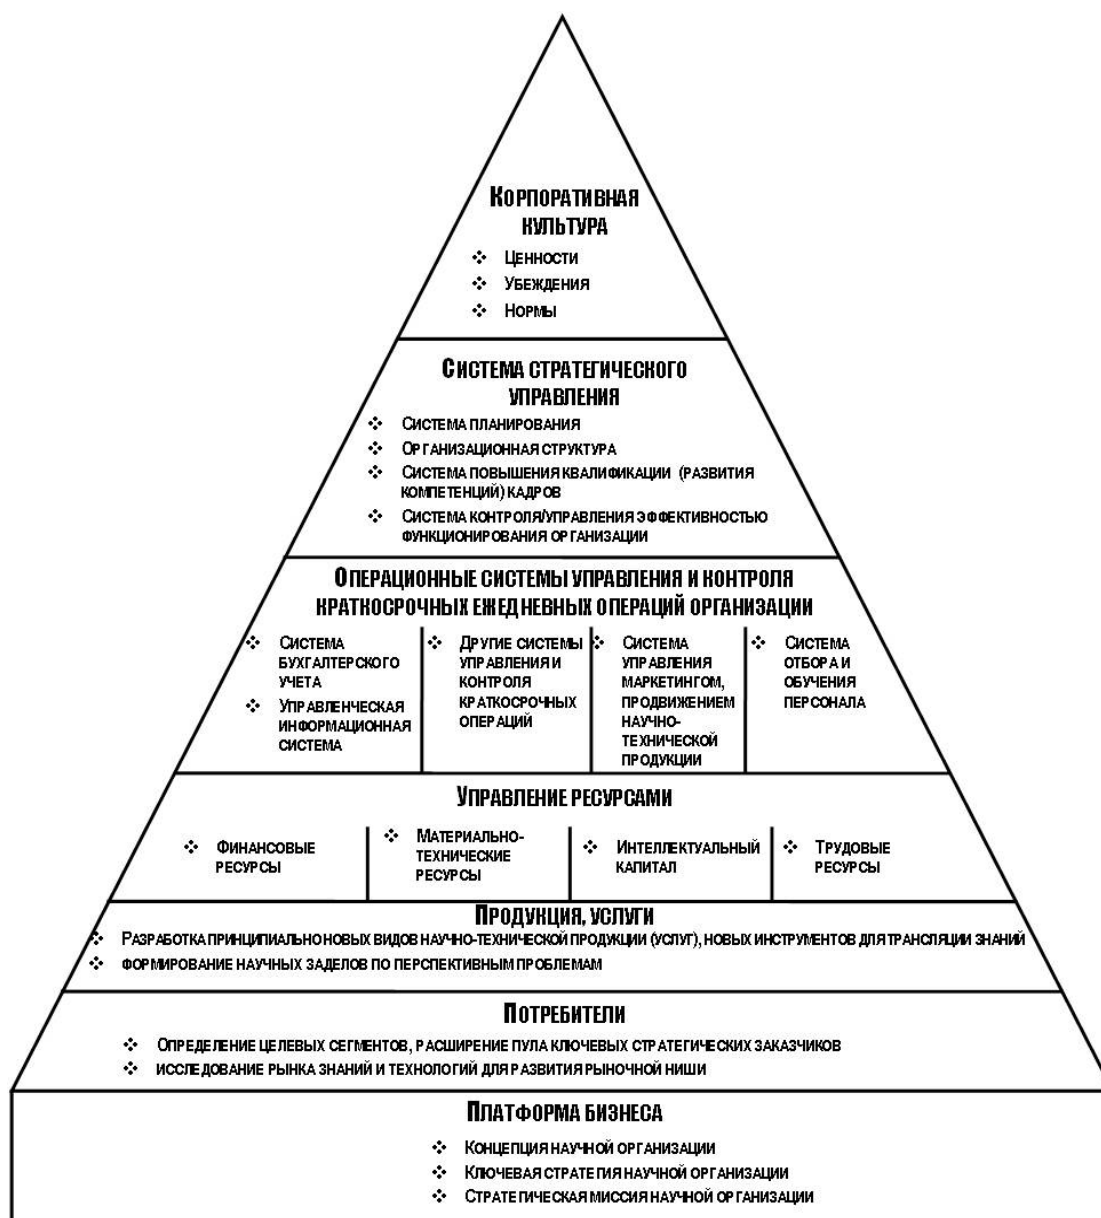 Корпоративная
культура
❖ Ценности
❖ Убеждения
❖ Нормы
Система стратегического
управления
❖ Система планирования
❖ Организационная структура
❖ Система повышения квалификации (развития
компетенций) кадров
❖ Система контроля/управления эффективностью
функционирования организации
Операционные системы управления и контроля
краткосрочных ежедневных операций организации
❖ Система
бухгалтерского
учета
❖ Управленческая
информационная
система
❖ Другие системы
управления и
контроля
краткосрочных
операций
❖ Система
управления
маркетингом,
продвижением
научно-
технической
продукции
❖ Система
отбора и
обучения
персонала
Управление ресурсами
❖ Финансовые
ресурсы
❖ Материально-
технические
ресурсы
❖ Интеллектуальный
капитал
❖ Трудовые
ресурсы
Продукция, услуги
❖ Разработка принципиально новых видов научно-технической продукции (услуг), новых инструментов для трансляции знаний
❖ формирование научных заделов по перспективным проблемам
Потребители
❖ Определение целевых сегментов, расширение пула ключевых стратегических заказчиков
❖ исследование рынка знаний и технологий для развития рыночной ниши
Платформа бизнеса
❖ Концепция научной организации
❖ Ключевая стратегия научной организации
❖ Стратегическая миссия научной организации